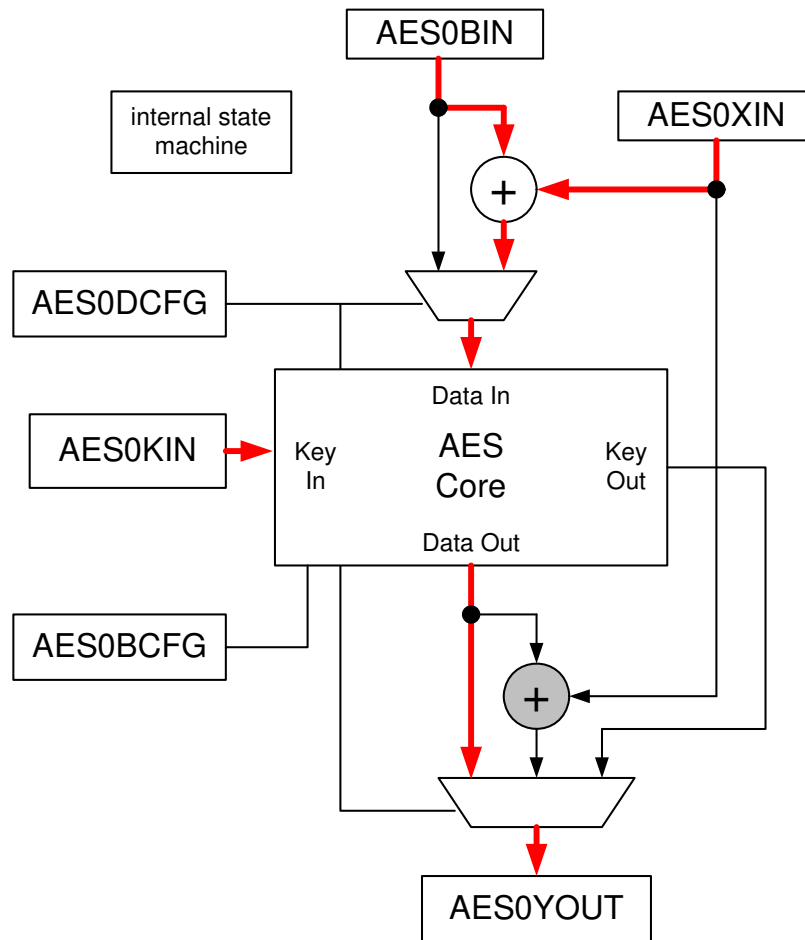 AES0BIN
internal state
machine
AES0XIN
+
AES0DCFG
Data In
AES0KIN
Key
In
AES
Core
Key
Out
Data Out
AES0BCFG
+
AES0YOUT